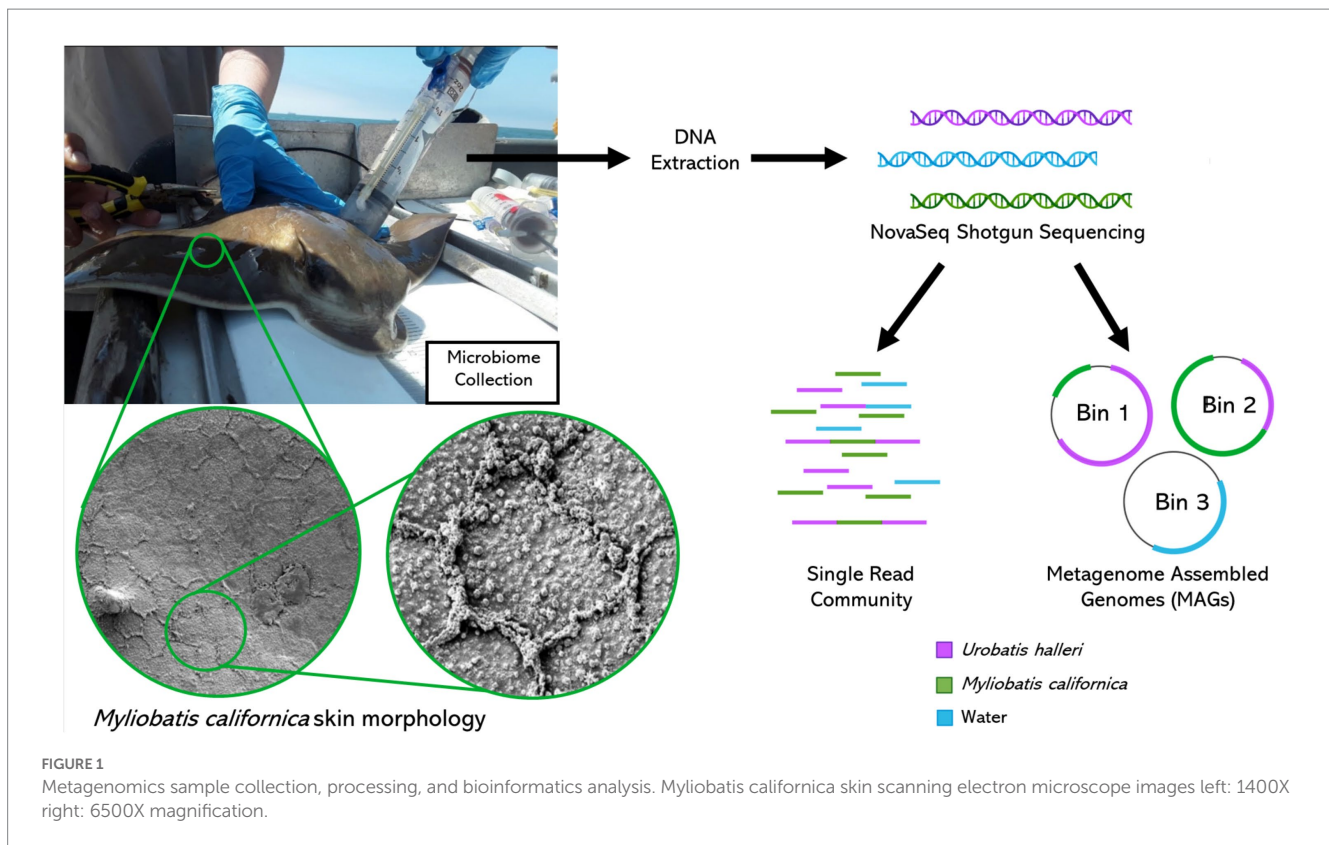 Microbiome
Collection
DNA
Extraction
NovaSeq Shotgun Sequencing
Bin 1
Bin 2
Bin 3
Single Read
Community
Metagenome Assembled
Genomes (MAGs)
Urobatis halleri
Myliobatis californica
Water
Myliobatis californica skin morphology
FIGURE 1
Metagenomics sample collection, processing, and bioinformatics analysis. Myliobatis californica skin scanning electron microscope images left: 1400X
right: 6500X magnification.